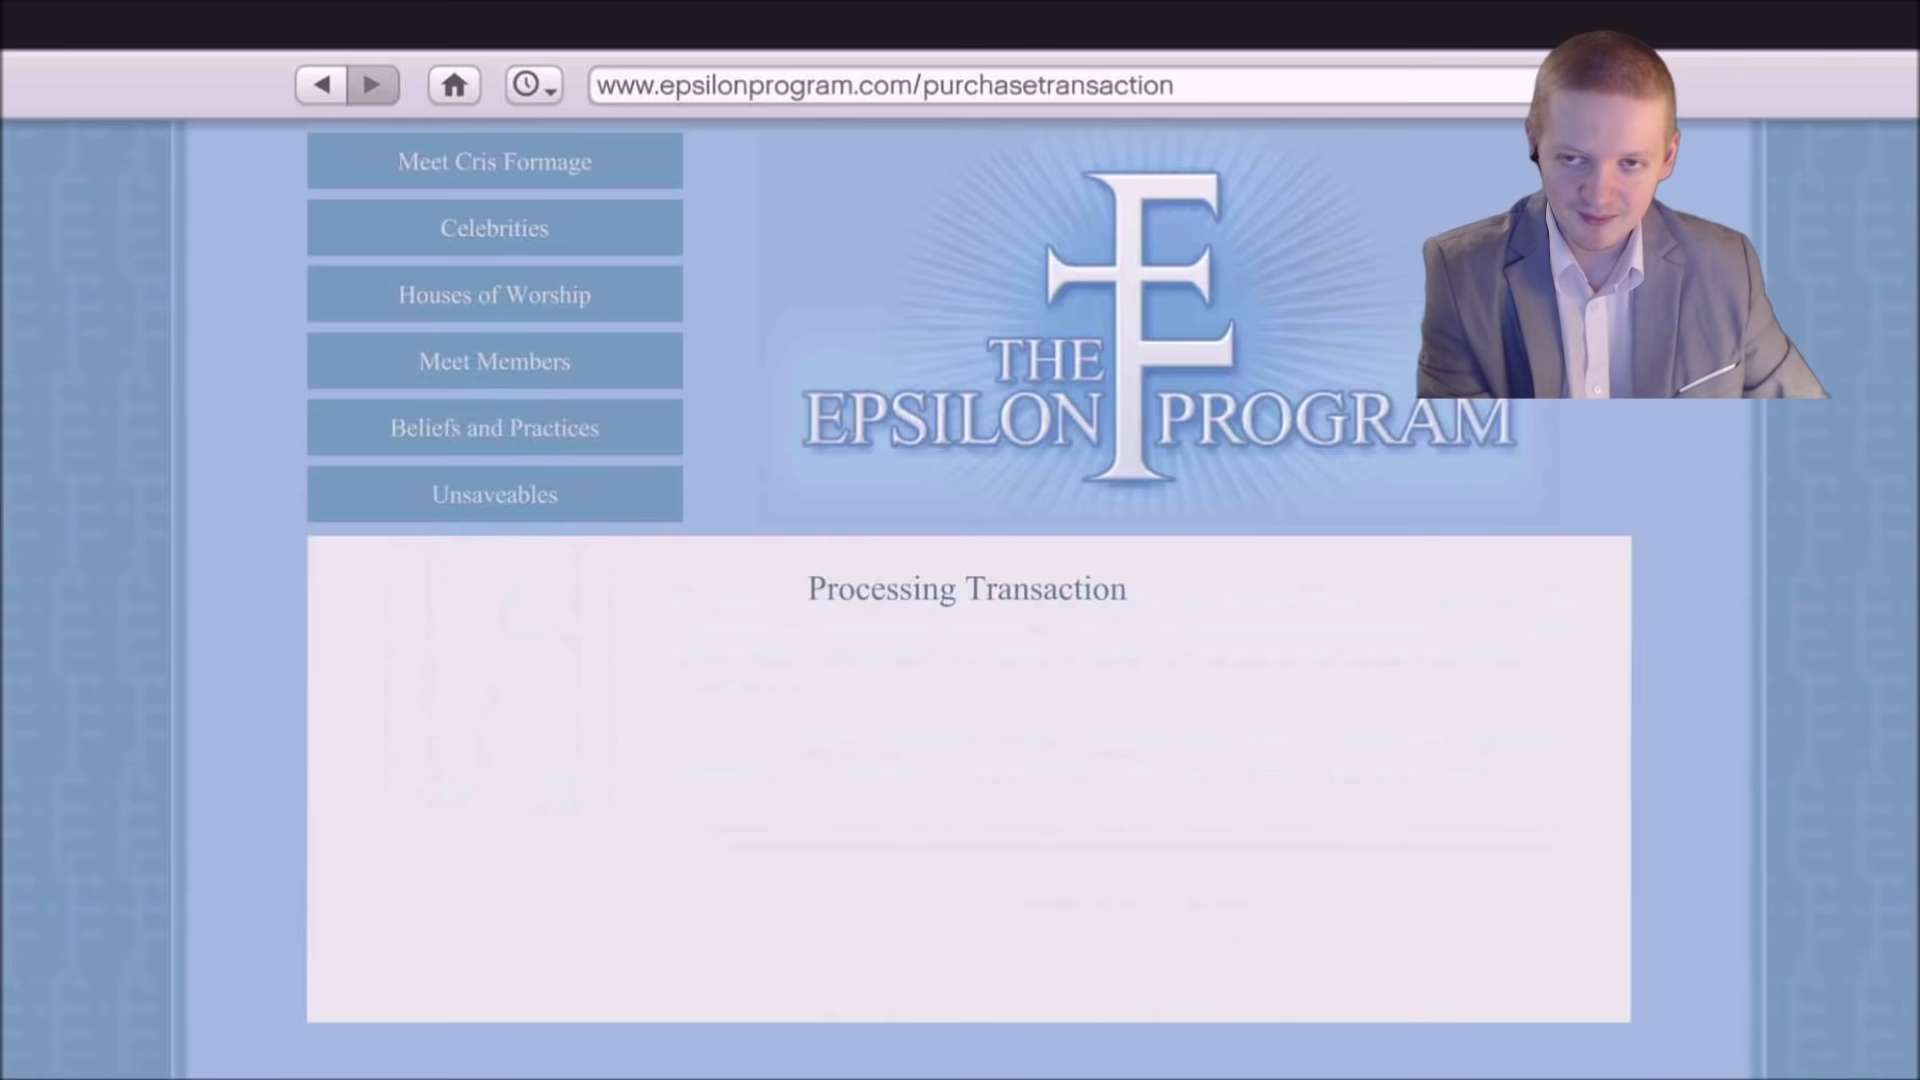 www.epsilonprogram.com/purchasetransaction
Meet Cris Formage
Celebrities
Houses of Worship
Meet Members
Beliefs and Practices
Unsaveables
THE
EPSILON PROGRAM
Processing Transaction